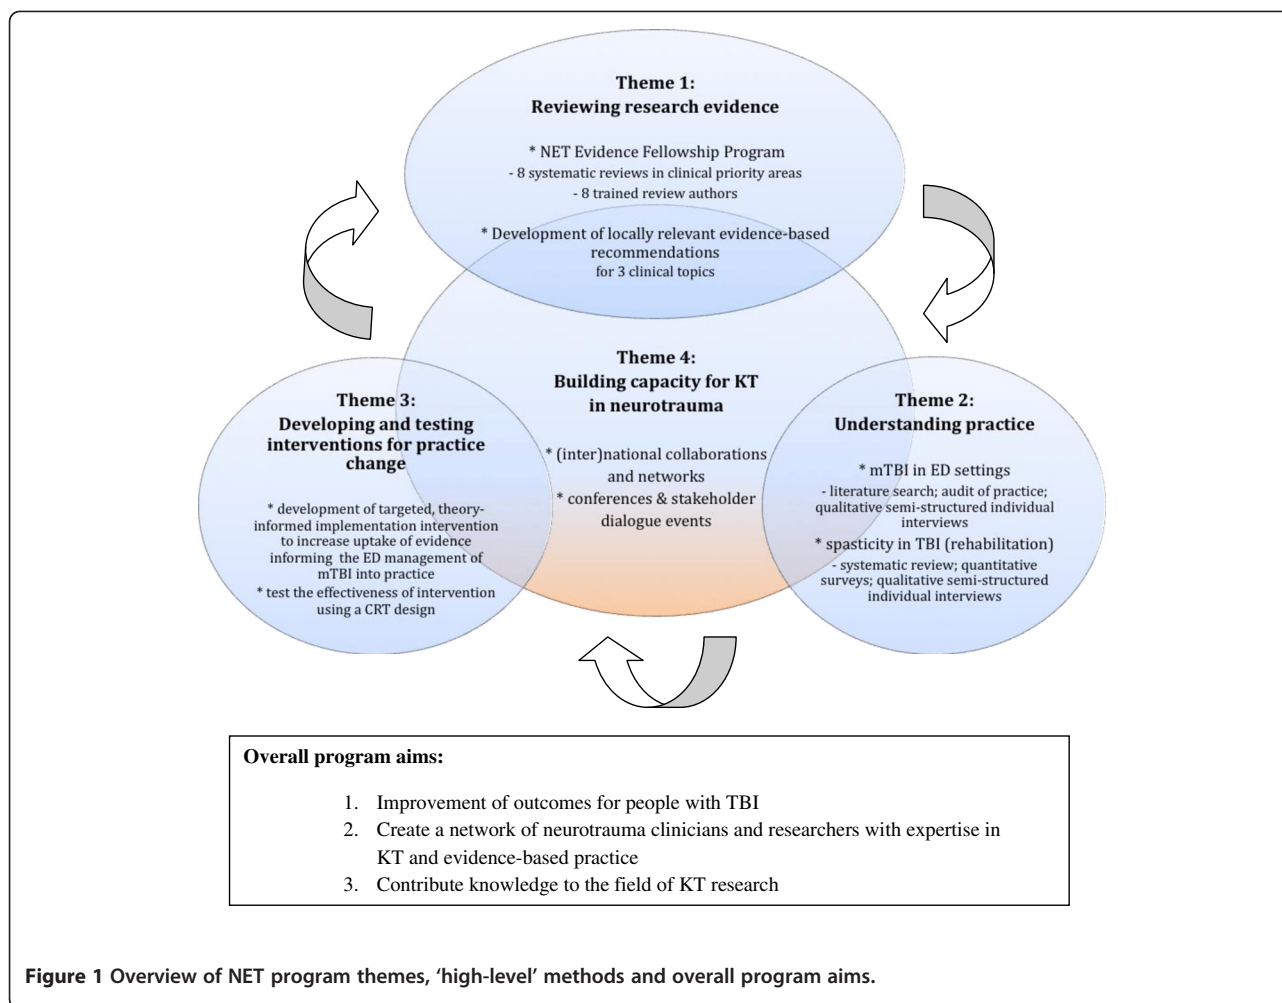 Theme 1:
Reviewing research evidence
* NET Evidence Fellowship Program
- 8 systematic reviews in clinical priority areas
- 8 trained review authors
* Development of locally relevant evidence-based
recommendations
for 3 clinical topics
Theme 4:
Building capacity for KT
in neurotrauma
* (inter)national collaborations
and networks
* conferences & stakeholder
dialogue events
Theme 3:
Developing and testing
interventions for practice
change
* development of targeted, theory-
informed implementation intervention
to increase uptake of evidence
informing the ED management of
mTBI into practice
* test the effectiveness of intervention
using a CRT design
Theme 2:
Understanding practice
* mTBI in ED settings
- literature search; audit of practice;
qualitative semi-structured individual
interviews
* spasticity in TBI (rehabilitation)
- systematic review; quantitative
surveys; qualitative semi-structured
individual interviews
Overall program aims:
1. Improvement of outcomes for people with TBI
2. Create a network of neurotrauma clinicians and researchers with expertise in
KT and evidence-based practice
3. Contribute knowledge to the field of KT research
Figure 1 Overview of NET program themes, ‘high-level’ methods and overall program aims.